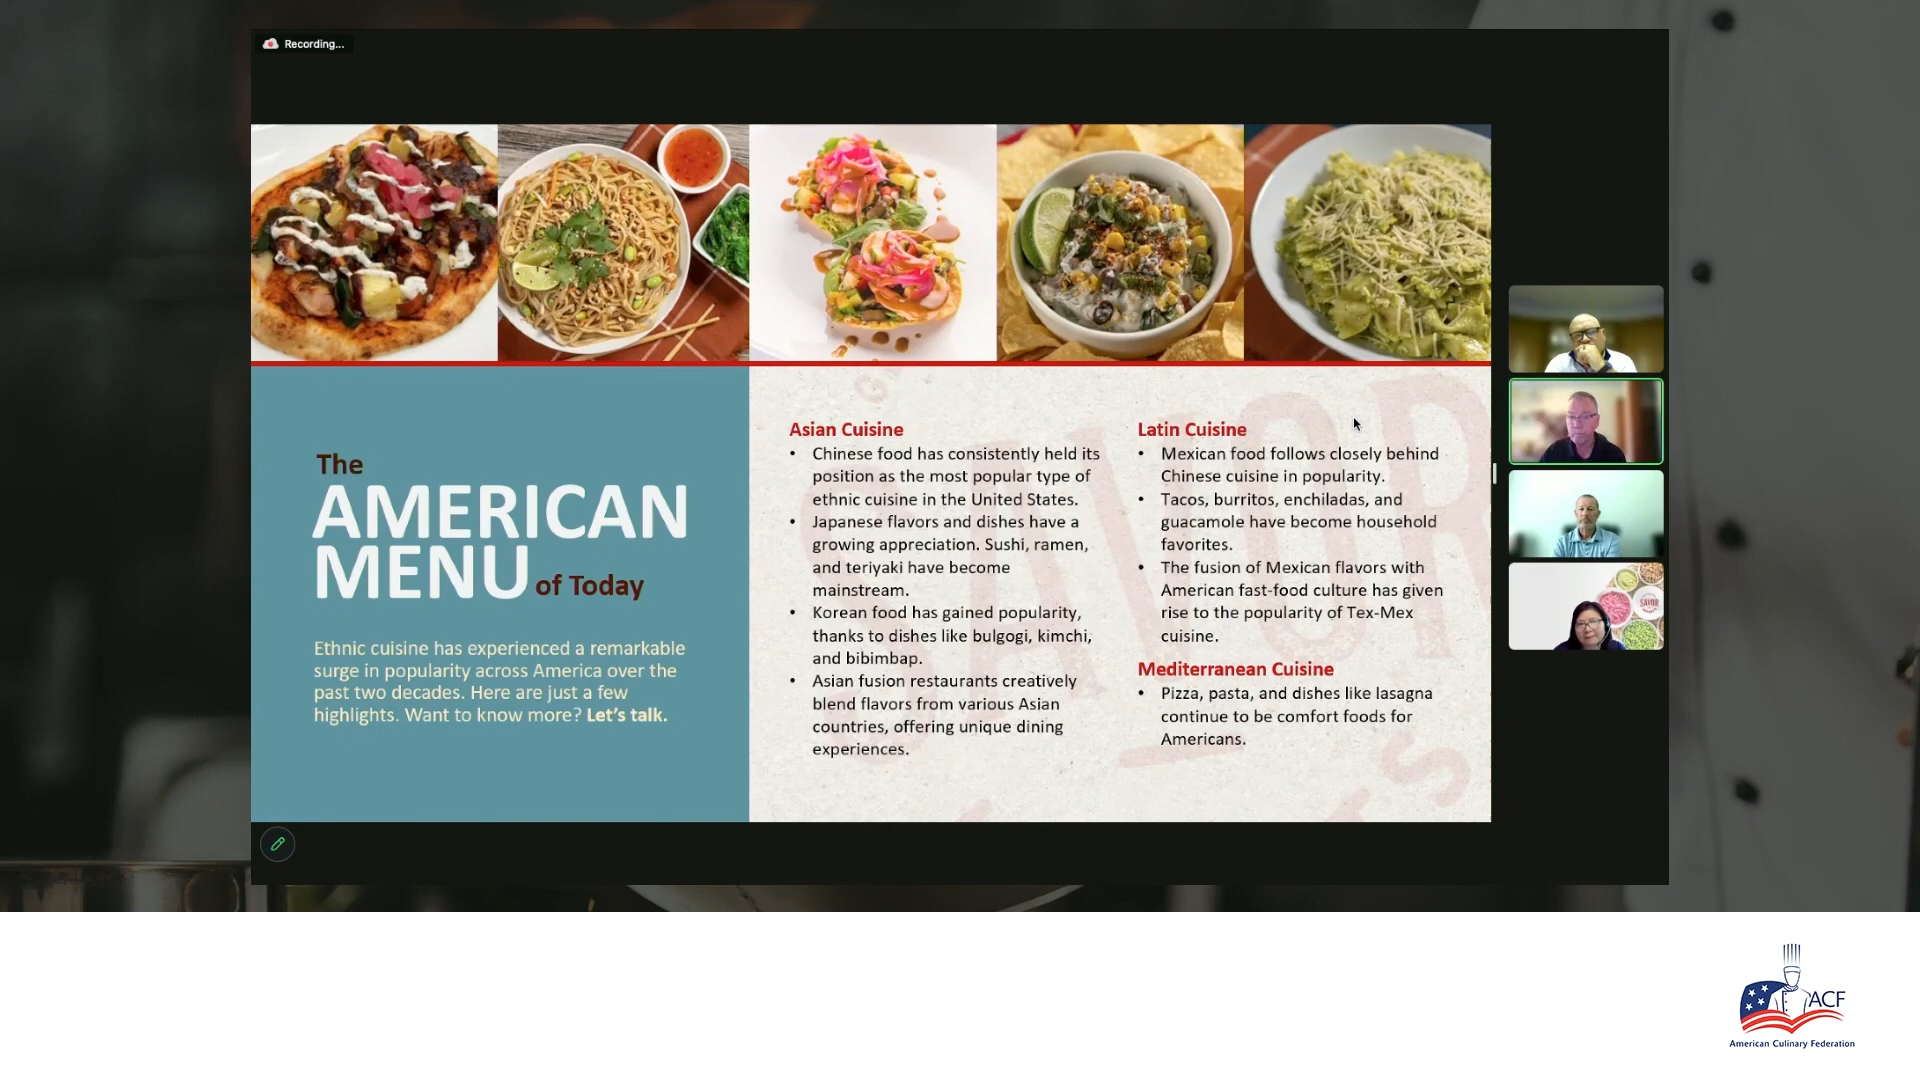 Recording...
The
AMERICAN
MENU of Today
Ethnic cuisine has experienced a remarkable
surge in popularity across America over the
past two decades. Here are just a few
highlights. Want to know more? Let's talk.
Asian Cuisine
• Chinese food has consistently held its
position as the most popular type of
ethnic cuisine in the United States.
• Japanese flavors and dishes have a
growing appreciation. Sushi, ramen,
and teriyaki have become
mainstream.
• Korean food has gained popularity,
thanks to dishes like bulgogi, kimchi,
and bibimbap.
• Asian fusion restaurants creatively
blend flavors from various Asian
countries, offering unique dining
experiences.
Latin Cuisine
• Mexican food follows closely behind
Chinese cuisine in popularity.
• Tacos, burritos, enchiladas, and
guacamole have become household
favorites.
• The fusion of Mexican flavors with
American fast-food culture has given
rise to the popularity of Tex-Mex
cuisine.
Mediterranean Cuisine
• Pizza, pasta, and dishes like lasagna
continue to be comfort foods for
Americans.
SAVOR
SAVOR
ACF
American Culinary Federation